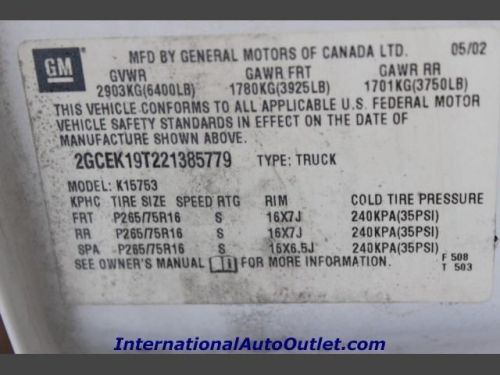 GM
MFD BY GENERAL MOTORS OF CANADA LTD. 05/02
GVWR GAWR FRT GAWR RR
2903KG(6400LB) 1780KG(3925LB) 1701KG(3750LB)
THIS VEHICLE CONFORMS TO ALL APPLICABLE U.S. FEDERAL MOTOR
VEHICLE SAFETY STANDARDS IN EFFECT ON THE DATE OF
MANUFACTURE SHOWN ABOVE.
2GCEK19T221385779 TYPE: TRUCK
MODEL: K15753
KPHC TIRE SIZE SPEED RTG RIM COLD TIRE PRESSURE
FRT P265/75R16 S 16X7J 240KPA(35PSI)
RR P265/75R16 S 16X7J 240KPA(35PSI)
SPA P265/75R16 S 16X6.5J 240KPA(35PSI)
SEE OWNER'S MANUAL FOR MORE INFORMATION. F 508
T 503
InternationalAutoOutlet.com